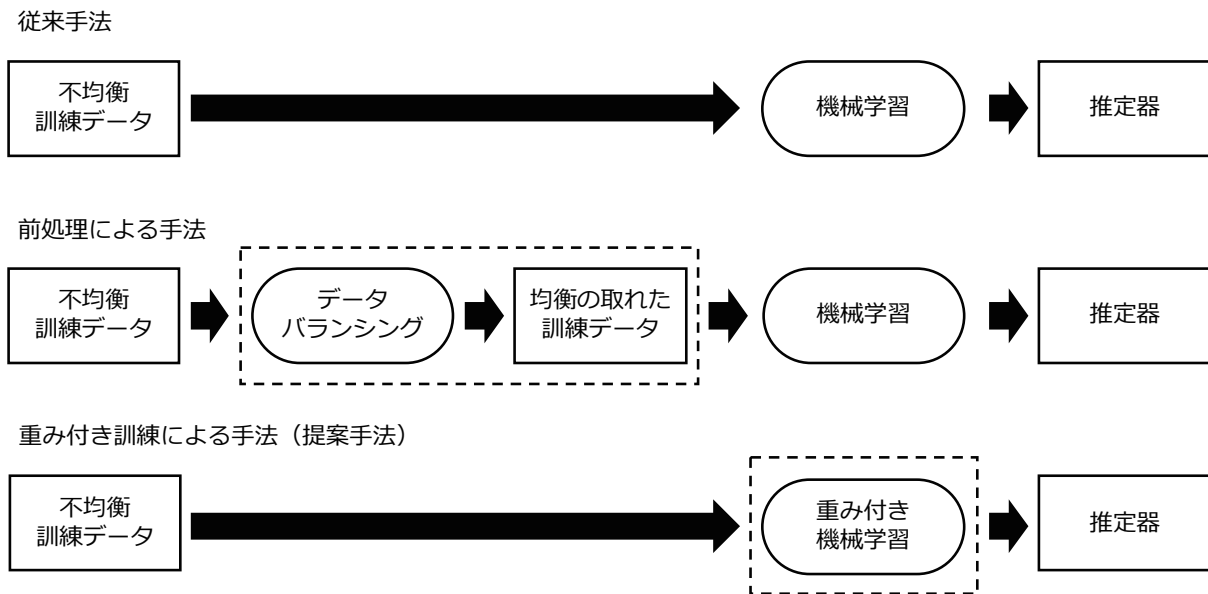 従来手法
不均衡
訓練データ
機械学習
推定器
前処理による手法
不均衡
訓練データ
データ
バランシング
均衡の取れた
訓練データ
機械学習
推定器
重み付き訓練による手法（提案手法）
不均衡
訓練データ
重み付き
機械学習
推定器